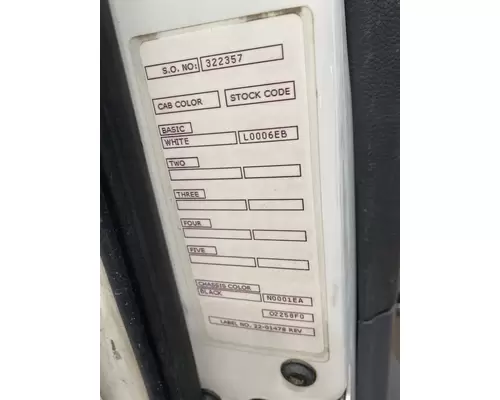 S.O. NO: 322357
CAB COLOR STOCK CODE
BASIC
WHITE L0006EB
TWO
THREE
FOUR
FIVE
CHASSIS COLOR
BLACK N0001EA
02258F0
LABEL NO. 22-01478 REV